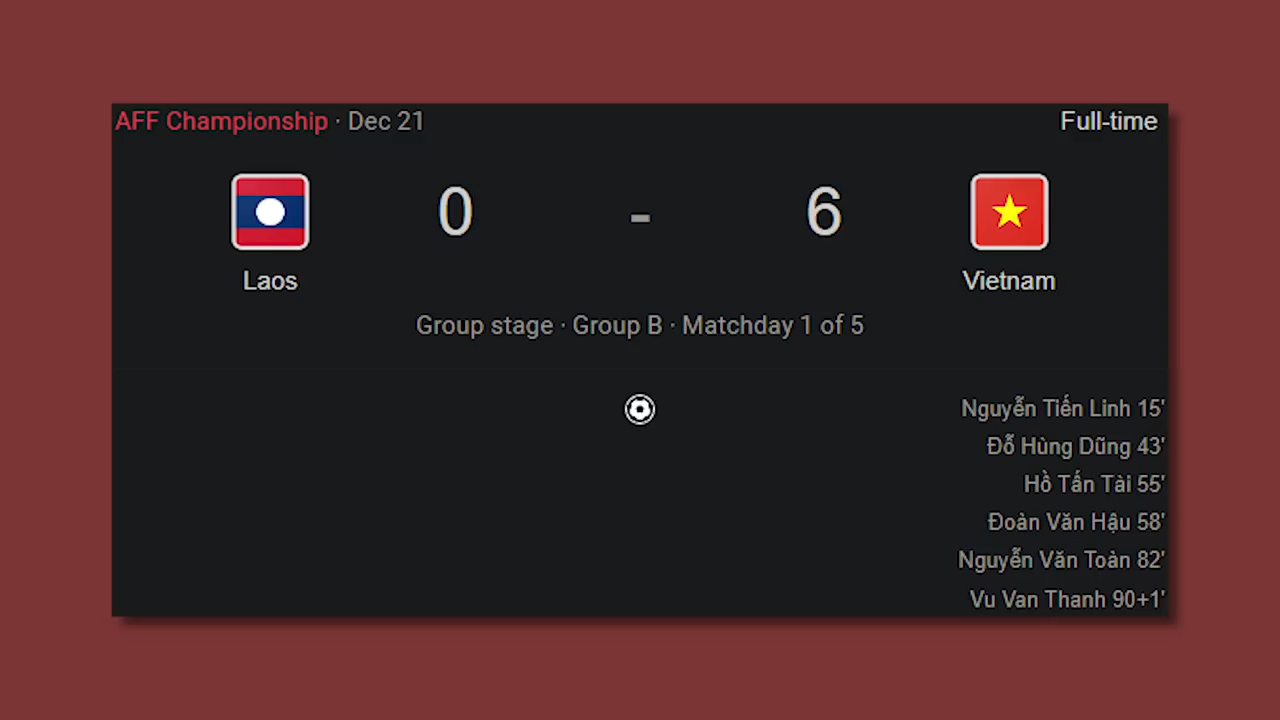 AFF Championship · Dec 21
Full-time
0 - 6
Laos
Vietnam
Group stage · Group B · Matchday 1 of 5
Nguyễn Tiến Linh 15'
Đỗ Hùng Dũng 43'
Hồ Tấn Tài 55'
Đoàn Văn Hậu 58'
Nguyễn Văn Toàn 82'
Vu Van Thanh 90+1'